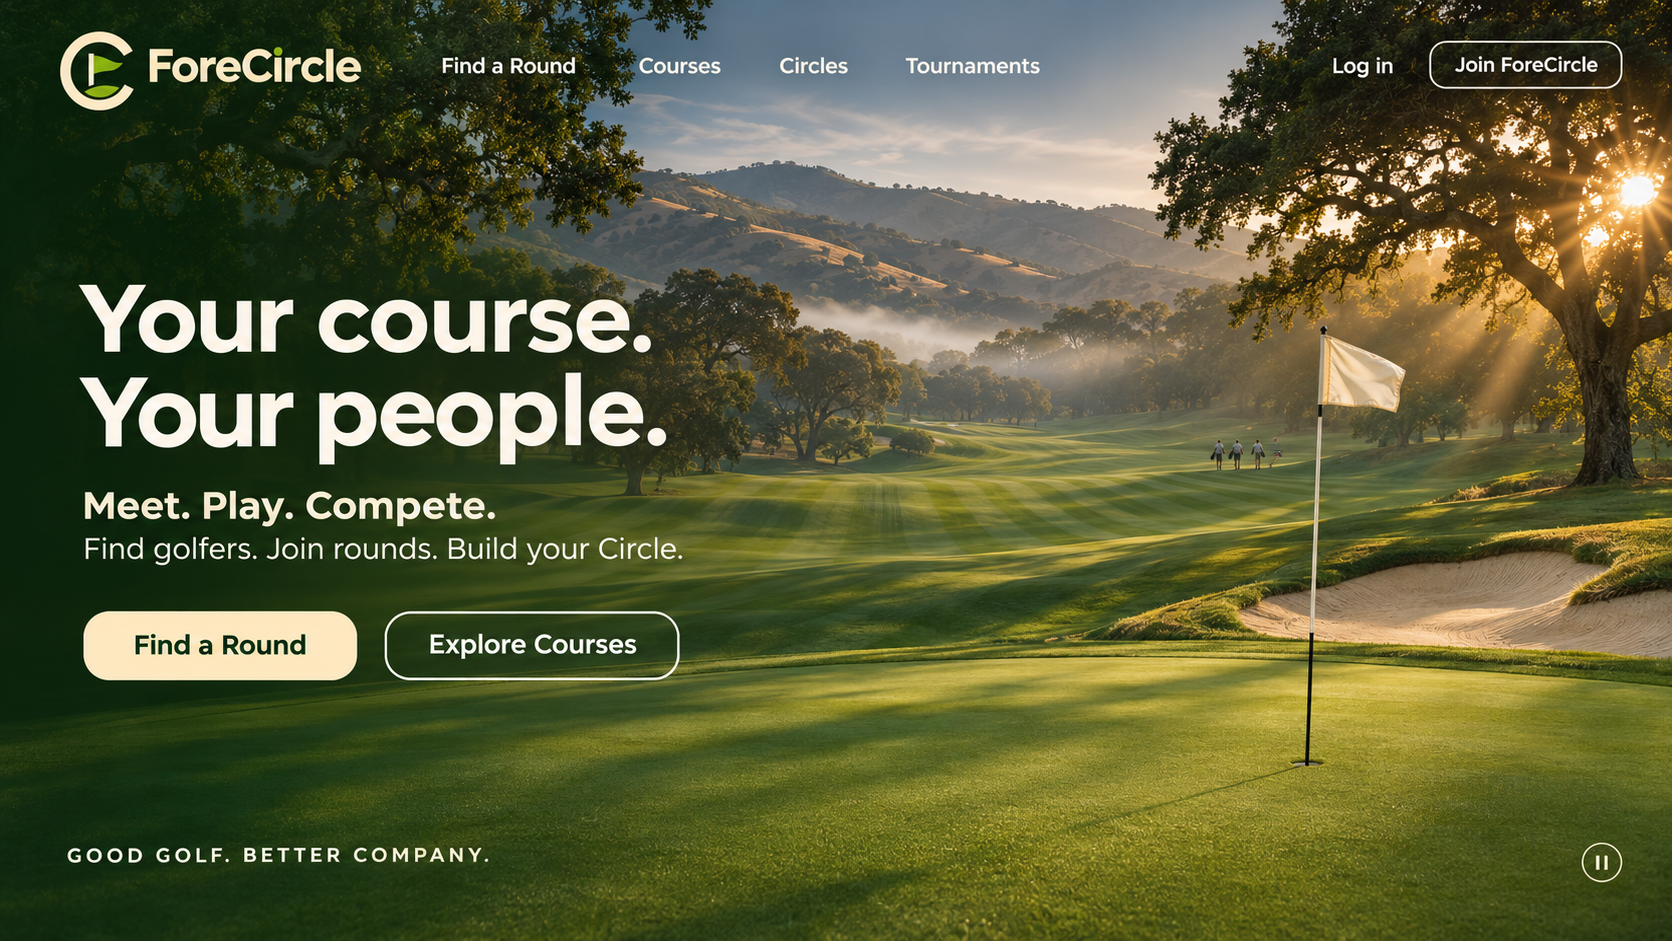 ForeCircle
Find a Round
Courses
Circles
Tournaments
Log in
Join ForeCircle
Your course.
Your people.
Meet. Play. Compete.
Find golfers. Join rounds. Build your Circle.
Find a Round
Explore Courses
GOOD GOLF. BETTER COMPANY.